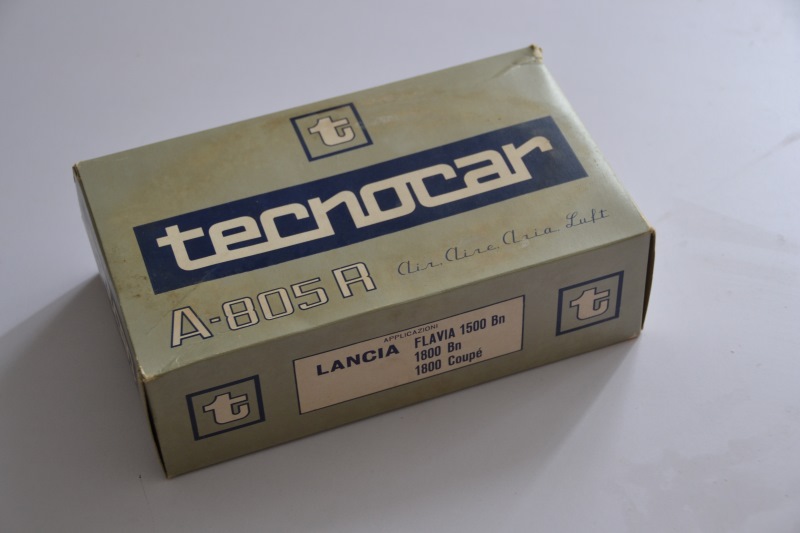 t
tecnocar
A-805 R Air Aire Aria Luft
APPLICAZIONI
LANCIA FLAVIA 1500 Bn
1800 Bn
1800 Coupé
t
t